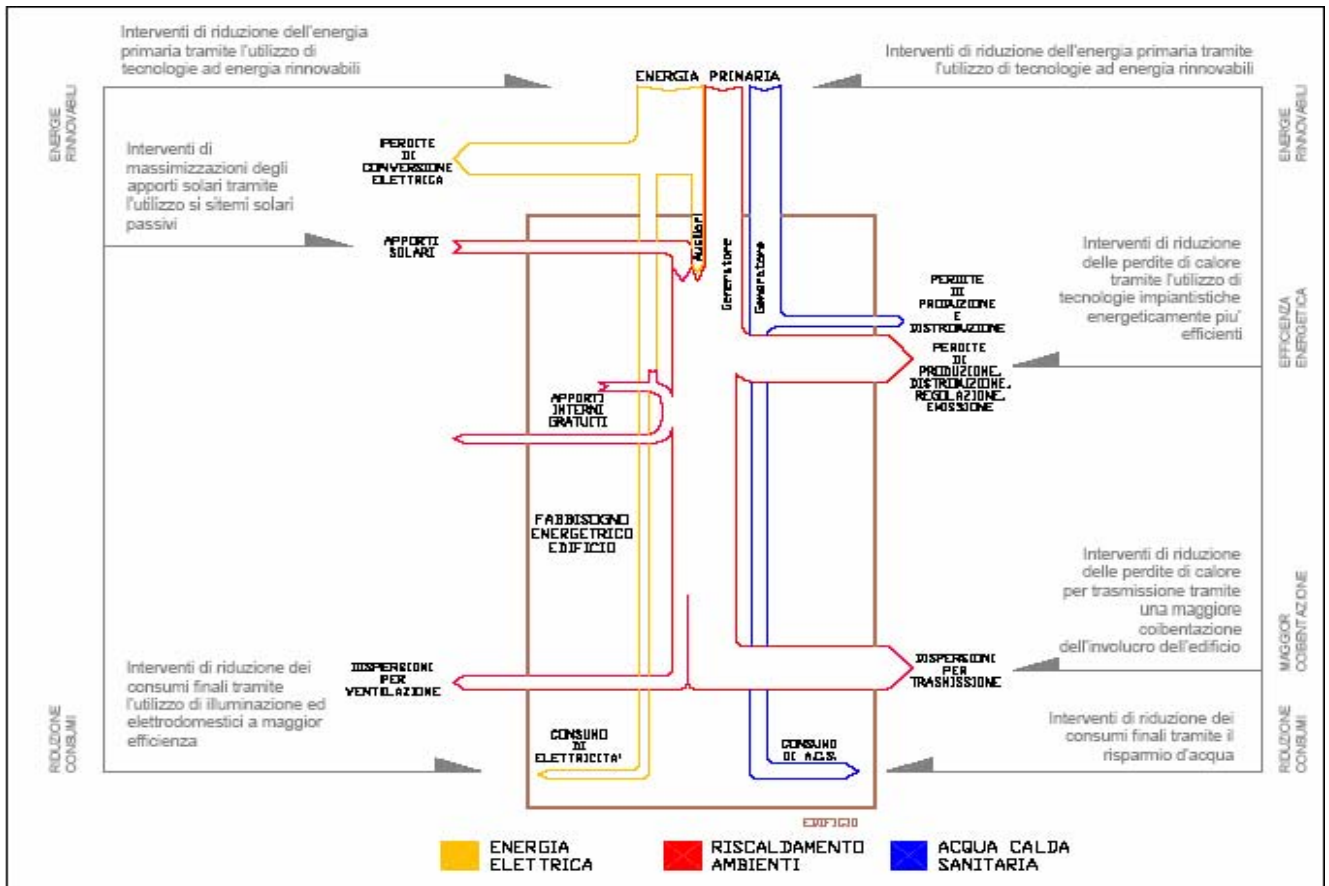 Interventi di riduzione dell'energia
primaria tramite l'utilizzo di
tecnologie ad energia rinnovabili
Interventi di riduzione dell'energia primaria tramite
l'utilizzo di tecnologie ad energia rinnovabili
ENERGIA PRIMARIA
ENERGIE
RINNOVABILI
ENERGIE
RINNOVABILI
Interventi di
massimizzazioni degli
apporti solari tramite
l'utilizzo si sitemi solari
passivi
PERDITE
DI
CONVERSIONE
ELETTRICA
APPORTI
SOLARI
Ausiliari
Generatore
Generatore
PERDITE
DI
PRODUZIONE
E
DISTRIBUZIONE
PERDITE
DI
PRODUZIONE,
DISTRIBUZIONE,
REGOLAZIONE,
EMISSIONE
Interventi di riduzione
delle perdite di calore
tramite l'utilizzo di
tecnologie impiantistiche
energeticamente piu'
efficienti
EFFICIENZA
ENERGETICA
APPORTI
INTERNI
GRATUITI
FABBISOGNO
ENERGETRICO
EDIFICIO
Interventi di riduzione
delle perdite di calore
per trasmissione tramite
una maggiore
coibentazione
dell'involucro dell'edificio
MAGGIOR
COIBENTAZIONE
Interventi di riduzione dei
consumi finali tramite
l'utilizzo di illuminazione ed
elettrodomestici a maggior
efficienza
RIDUZIONE
CONSUMI
DISPERSIONI
PER
VENTILAZIONE
DISPERSIONI
PER
TRASMISSIONE
CONSUMO
DI
ELETTRICITA'
CONSUMO
DI A.C.S.
Interventi di riduzione dei
consumi finali tramite il
risparmio d'acqua
RIDUZIONE
CONSUMI
EDIFICIO
ENERGIA
ELETTRICA
RISCALDAMENTO
AMBIENTI
ACQUA CALDA
SANITARIA